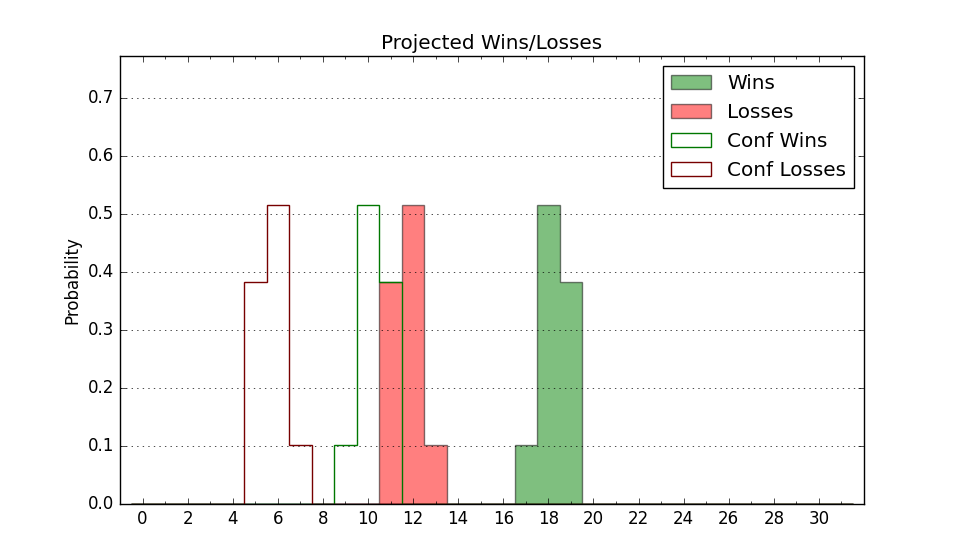 Projected Wins/Losses
Wins
Losses
Conf Wins
Conf Losses
Probability
0.7
0.6
0.5
0.4
0.3
0.2
0.1
0.0
0 2 4 6 8 10 12 14 16 18 20 22 24 26 28 30